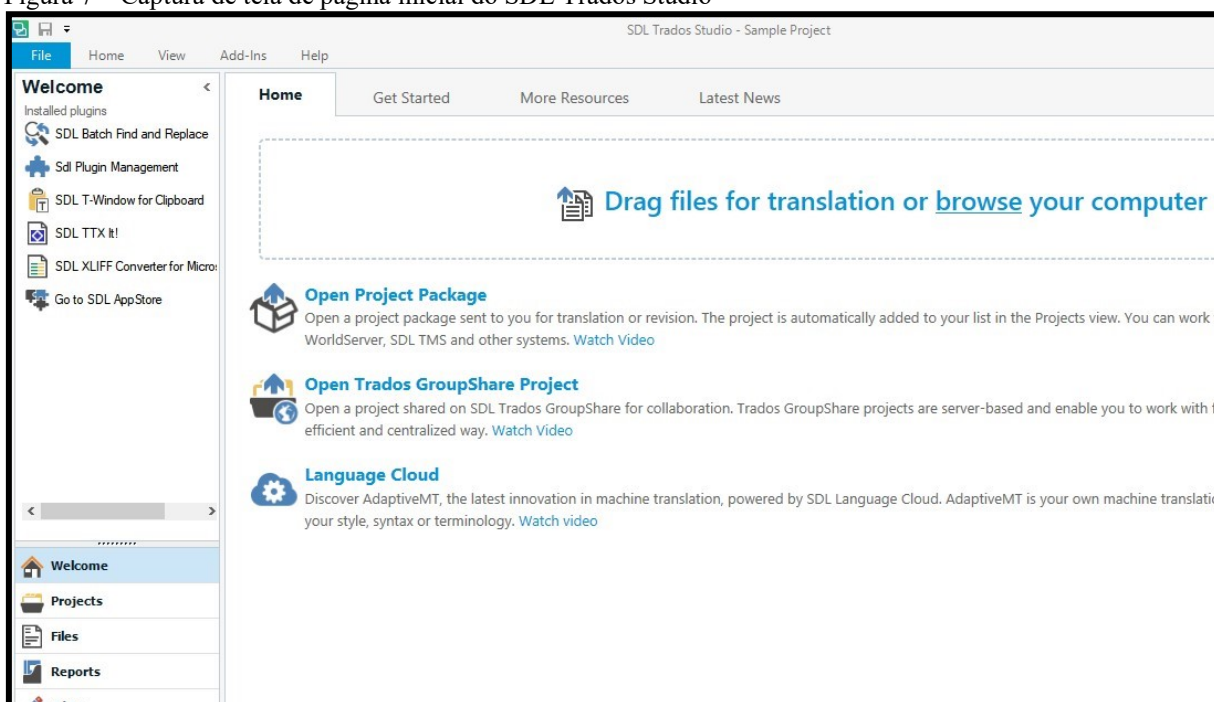 Figura 7 – Captura de tela de página inicial do SDL Trados Studio
SDL Trados Studio - Sample Project
File Home View Add-Ins Help
Welcome
Installed plugins
SDL Batch Find and Replace
Sdl Plugin Management
SDL T-Window for Clipboard
SDL TTX It!
SDL XLIFF Converter for Micros
Go to SDL AppStore
Welcome
Projects
Files
Reports
Home Get Started More Resources Latest News
Drag files for translation or browse your computer
Open Project Package
Open a project package sent to you for translation or revision. The project is automatically added to your list in the Projects view. You can work
WorldServer, SDL TMS and other systems. Watch Video
Open Trados GroupShare Project
Open a project shared on SDL Trados GroupShare for collaboration. Trados GroupShare projects are server-based and enable you to work with
efficient and centralized way. Watch Video
Language Cloud
Discover AdaptiveMT, the latest innovation in machine translation, powered by SDL Language Cloud. AdaptiveMT is your own machine
your style, syntax or terminology. Watch video